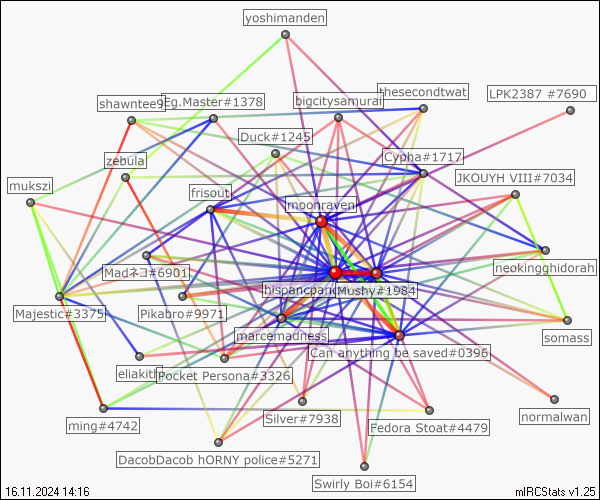 yoshimanden
thesecondtwat
LPK2387 #7690
shawntee9
Eg.Master#1378
bigcitysamurai
Duck#1245
Cypha#1717
zebula
JKOUYH VIII#7034
mukszi
frisout
moonraven
Madネコ#6901
neokingghidorah
hispancpanc
Mushy#1984
Majestic#3375
Pikabro#9971
marcemadness
somass
Can anything be saved#0396
eliakith
Pocket Persona#3326
normalwan
Silver#7938
ming#4742
Fedora Stoat#4479
DacobDacob hORNY police#5271
Swirly Boi#6154
16.11.2024 14:16
mIRCStats v1.25